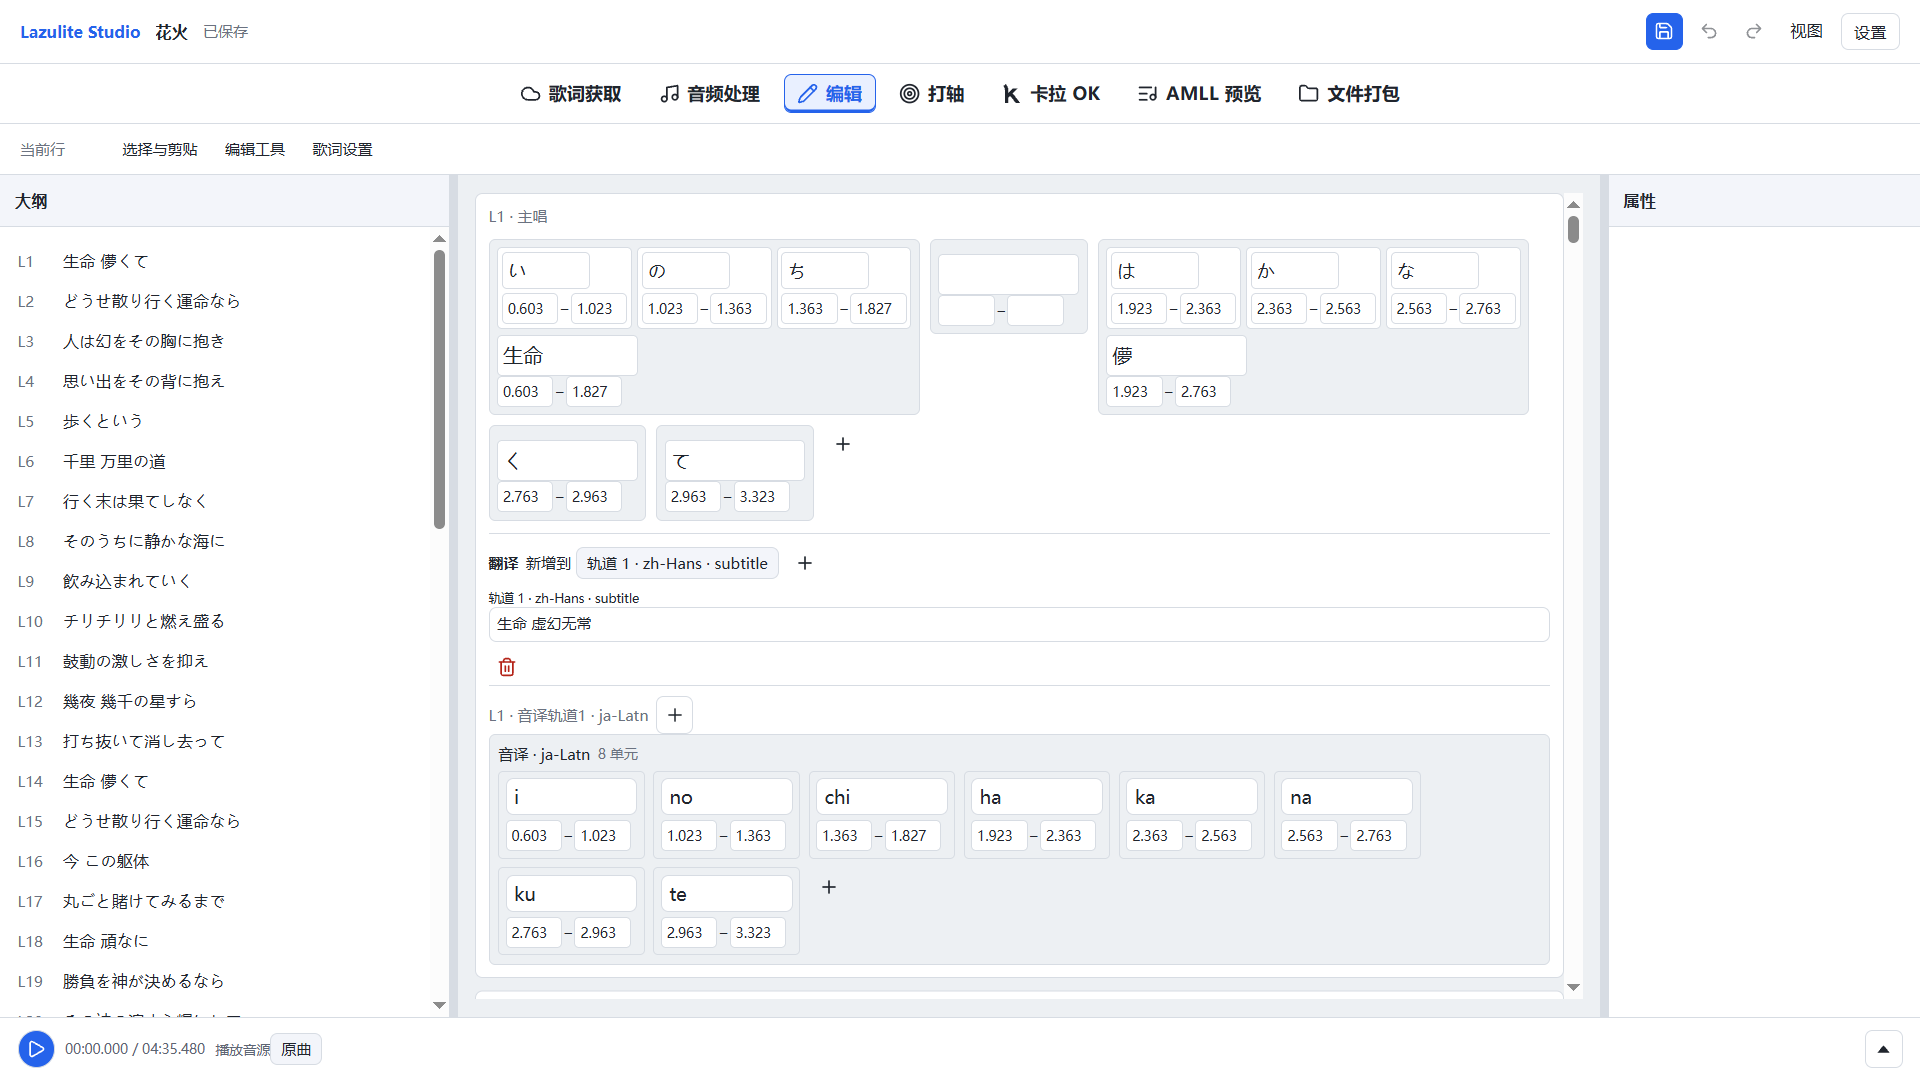 Lazulite Studio 花火 已保存 视图 设置
歌词获取 音频处理 编辑 打轴 卡拉 OK AMLL 预览 文件打包
当前行 选择与剪贴 编辑工具 歌词设置
大纲
L1 生命 儚くて
L2 どうせ散り行く運命なら
L3 人は幻をその胸に抱き
L4 思い出をその背に抱え
L5 歩くという
L6 千里 万里の道
L7 行く末は果てしなく
L8 そのうちに静かな海に
L9 飲み込まれていく
L10 チリチリリと燃え盛る
L11 鼓動の激しさを抑え
L12 幾夜 幾千の星すら
L13 打ち抜いて消し去って
L14 生命 儚くて
L15 どうせ散り行く運命なら
L16 今 この躯体
L17 丸ごと賭けてみるまで
L18 生命 頑なに
L19 勝負を神が決めるなら
L1 · 主唱
い の ち は か な
0.603 – 1.023 1.023 – 1.363 1.363 – 1.827 – 1.923 – 2.363 2.363 – 2.563 2.563 – 2.763
生命 儚
0.603 – 1.827 1.923 – 2.763
く て
2.763 – 2.963 2.963 – 3.323
翻译 新增到 轨道 1 · zh-Hans · subtitle
轨道 1 · zh-Hans · subtitle
生命 虚幻无常
L1 · 音译轨道1 · ja-Latn
音译 · ja-Latn 8 单元
i no chi ha ka na
0.603 – 1.023 1.023 – 1.363 1.363 – 1.827 1.923 – 2.363 2.363 – 2.563 2.563 – 2.763
ku te
2.763 – 2.963 2.963 – 3.323
属性
00:00.000 / 04:35.480 播放音源 原曲